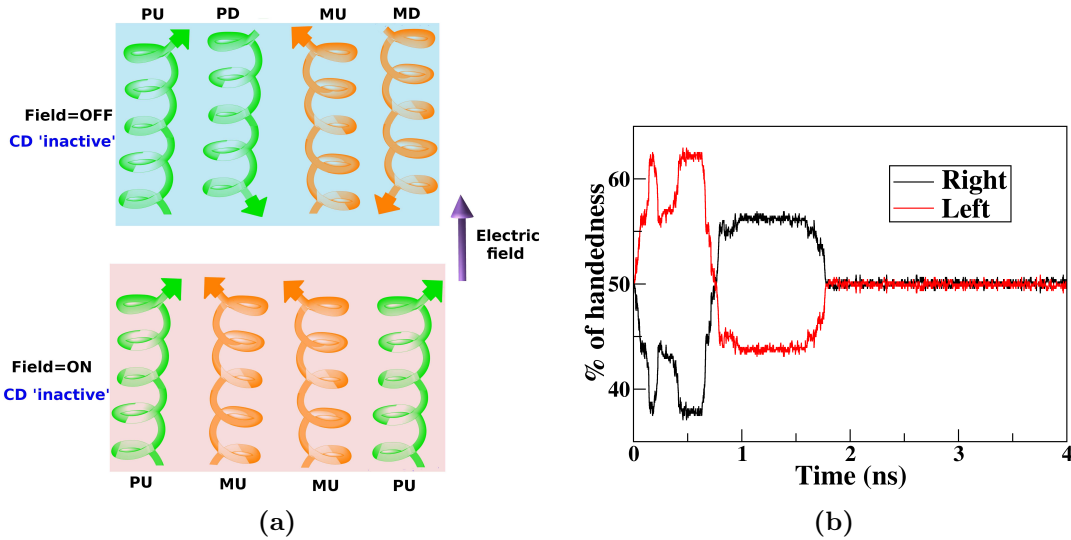 PU PD MU MD
Field=OFF
CD 'inactive'
Electric
field
Field=ON
CD 'inactive'
PU MU MU PU
(a)
60
50
40
% of handedness
Right
Left
0 1 2 3 4
Time (ns)
(b)